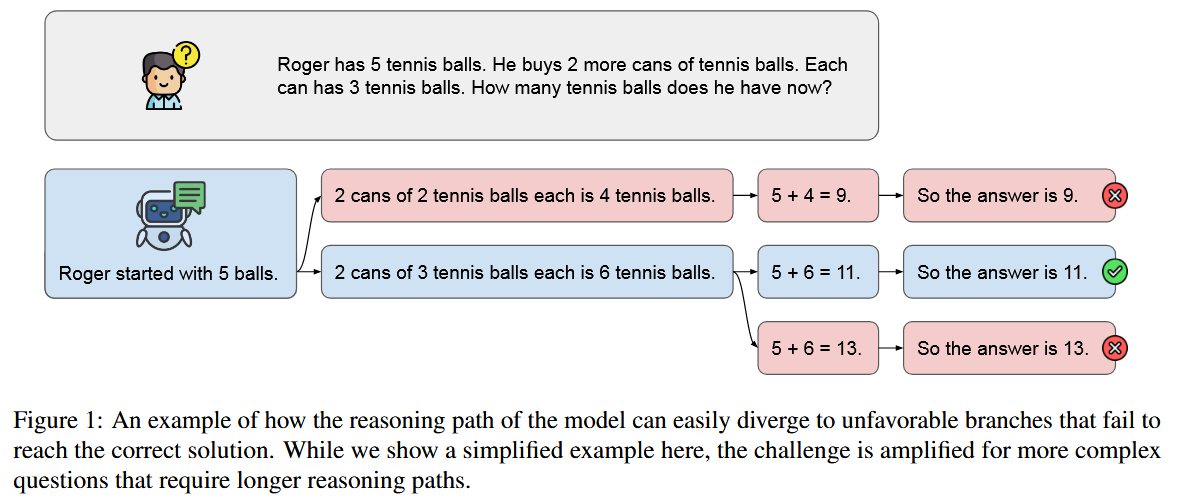 Roger has 5 tennis balls. He buys 2 more cans of tennis balls. Each
can has 3 tennis balls. How many tennis balls does he have now?
2 cans of 2 tennis balls each is 4 tennis balls.
5 + 4 = 9.
So the answer is 9.
Roger started with 5 balls.
2 cans of 3 tennis balls each is 6 tennis balls.
5 + 6 = 11.
So the answer is 11.
5 + 6 = 13.
So the answer is 13.
Figure 1: An example of how the reasoning path of the model can easily diverge to unfavorable branches that fail to
reach the correct solution. While we show a simplified example here, the challenge is amplified for more complex
questions that require longer reasoning paths.